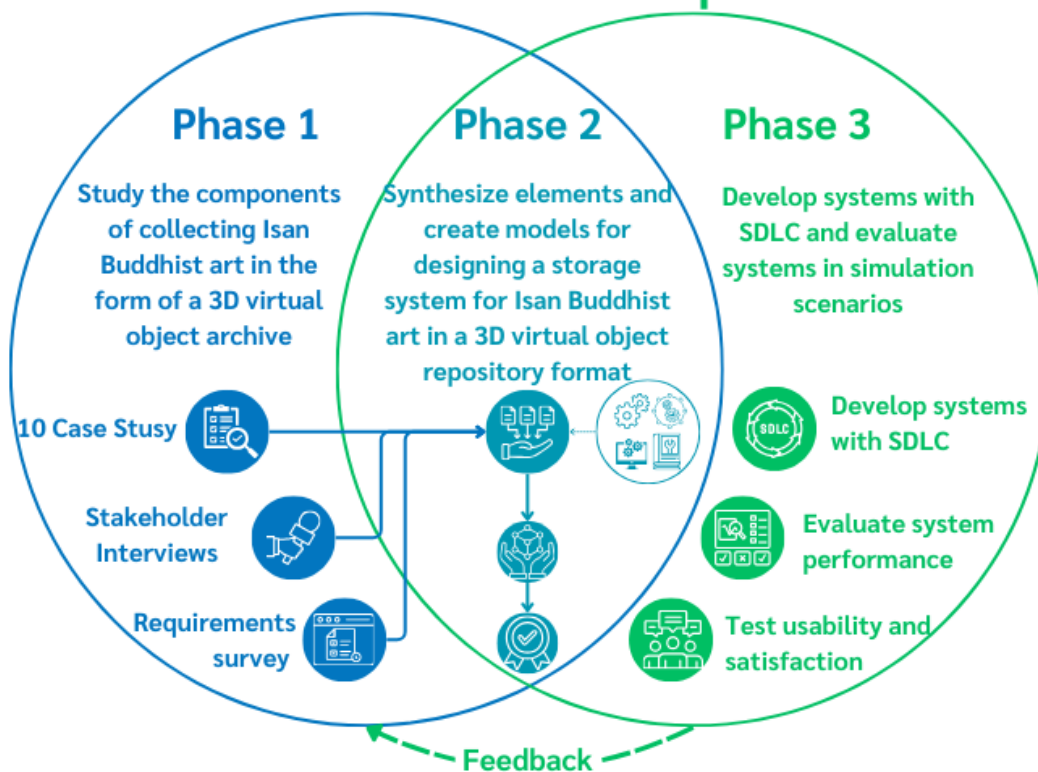 Phase 1
Study the components
of collecting Isan
Buddhist art in the
form of a 3D virtual
object archive
10 Case Stusy
Stakeholder
Interviews
Requirements
survey
Phase 2
Synthesize elements and
create models for
designing a storage
system for Isan Buddhist
art in a 3D virtual object
repository format
Phase 3
Develop systems with
SDLC and evaluate
systems in simulation
scenarios
SDLC
Develop systems
with SDLC
Evaluate system
performance
Test usability and
satisfaction
Feedback